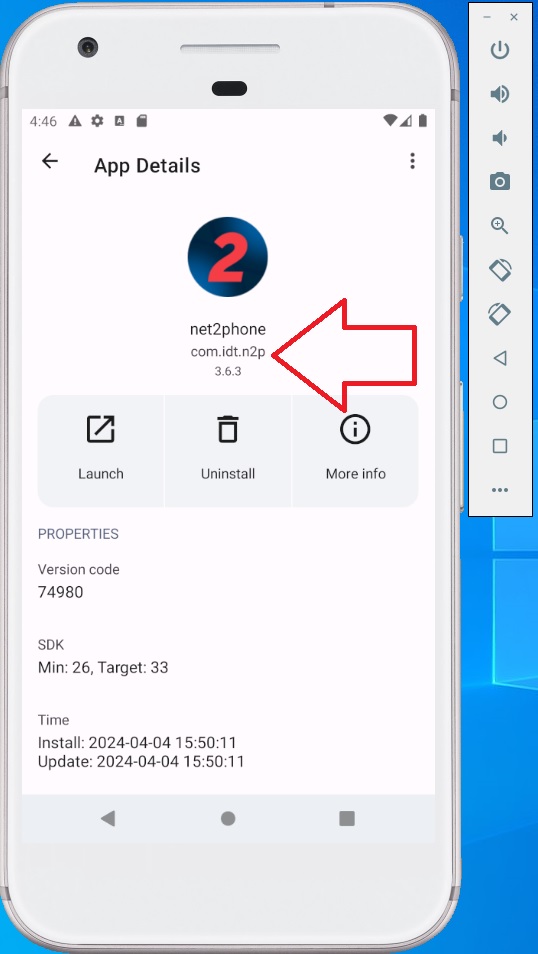 4:46
App Details
2
net2phone
com.idt.n2p
3.6.3
Launch
Uninstall
More info
PROPERTIES
Version code
74980
SDK
Min: 26, Target: 33
Time
Install: 2024-04-04 15:50:11
Update: 2024-04-04 15:50:11